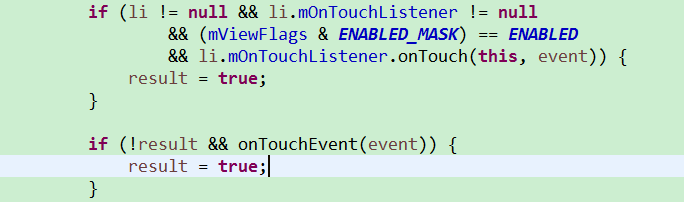 if (li != null && li.mOnTouchListener != null
&& (mViewFlags & ENABLED_MASK) == ENABLED
&& li.mOnTouchListener.onTouch(this, event)) {
result = true;
}
if (!result && onTouchEvent(event)) {
result = true;
}